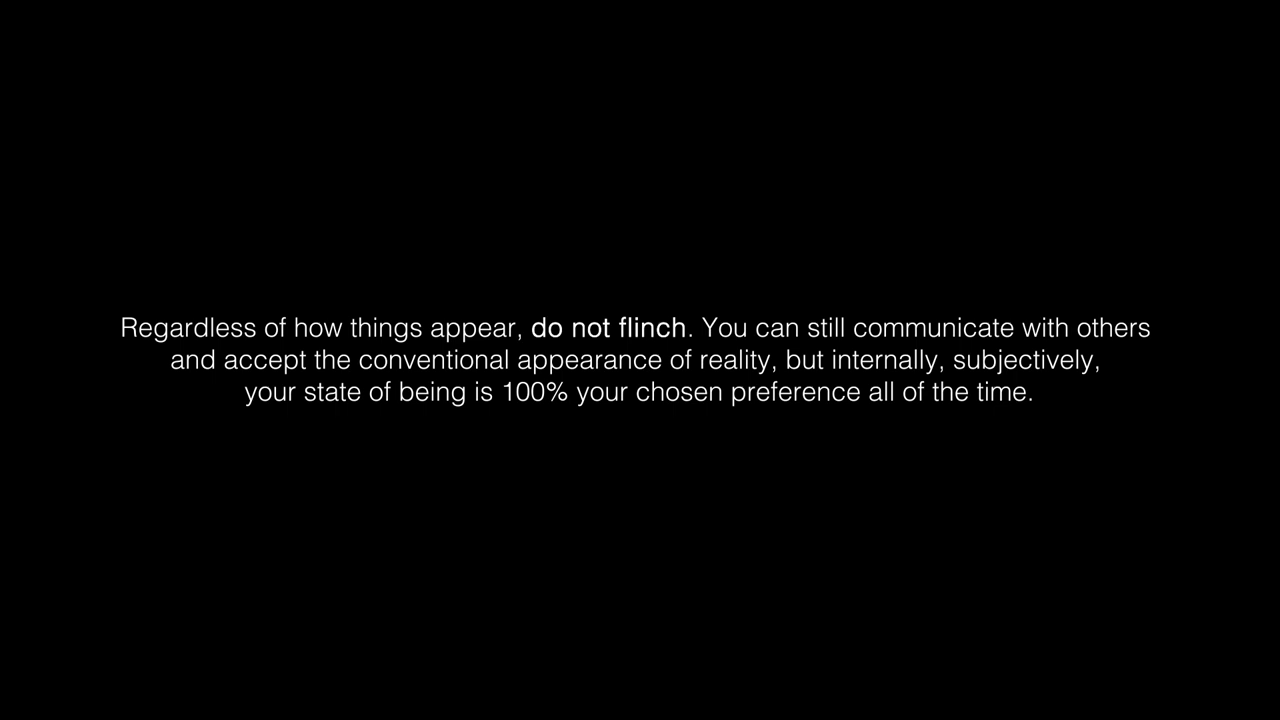 Regardless of how things appear, do not flinch. You can still communicate with others
and accept the conventional appearance of reality, but internally, subjectively,
your state of being is 100% your chosen preference all of the time.